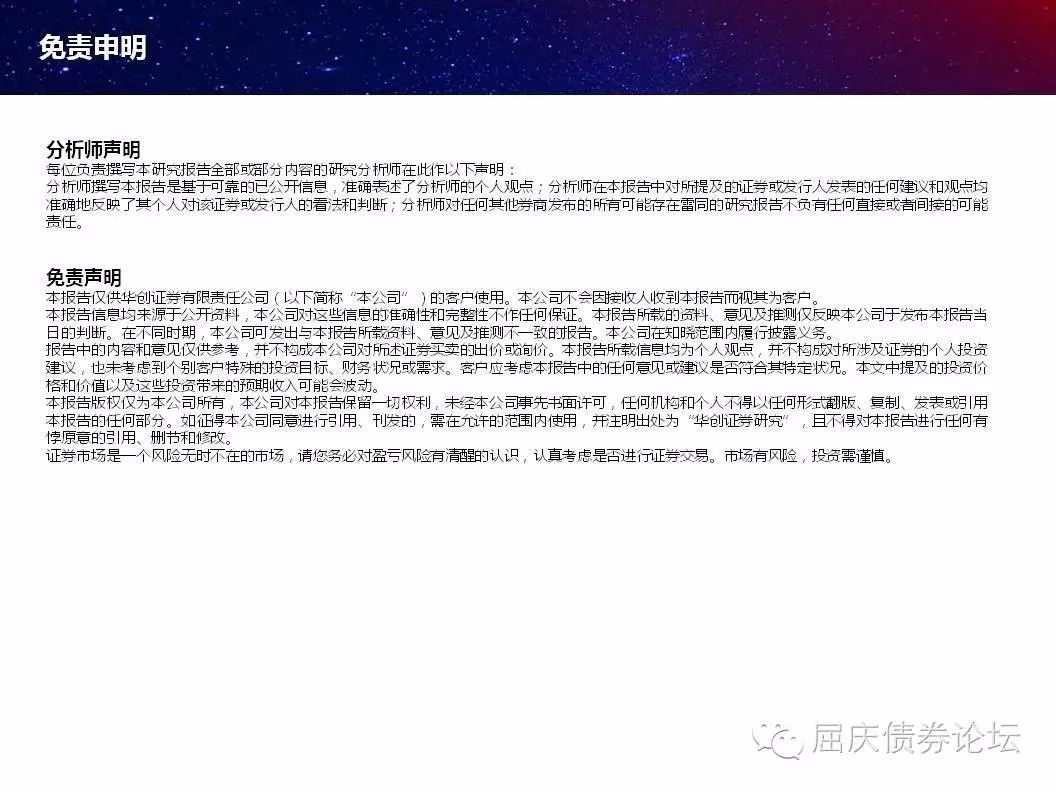 免责申明
分析师声明
每位负责撰写本研究报告全部或部分内容的研究分析师在此作以下声明：
分析师撰写本报告是基于可靠的已公开信息，准确表述了分析师的个人观点；分析师在本报告中对所提及的证券或发行人发表的任何建议和观点均
准确地反映了其个人对该证券或发行人的看法和判断；分析师对任何其他券商发布的所有可能存在雷同的研究报告不负有任何直接或者间接的可能
责任。
免责声明
本报告仅供华创证券有限责任公司（以下简称“本公司”）的客户使用。本公司不会因接收人收到本报告而视其为客户。
本报告信息均来源于公开资料，本公司对这些信息的准确性和完整性不作任何保证。本报告所载的资料、意见及推测仅反映本公司于发布本报告当
日的判断。在不同时期，本公司可发出与本报告所载资料、意见及推测不一致的报告。本公司在知晓范围内履行披露义务。
报告中的内容和意见仅供参考，并不构成本公司对所述证券买卖的出价或询价。本报告所载信息均为个人观点，并不构成对所涉及证券的个人投资
建议，也未考虑到个别客户特殊的投资目标、财务状况或需求。客户应考虑本报告中的任何意见或建议是否符合其特定状况。本文中提及的投资价
格和价值以及这些投资带来的预期收入可能会波动。
本报告版权仅为本公司所有，本公司对本报告保留一切权利，未经本公司事先书面许可，任何机构和个人不得以任何形式翻版、复制、发表或引用
本报告的任何部分。如征得本公司同意进行引用、刊发的，需在允许的范围内使用，并注明出处为“华创证券研究”，且不得对本报告进行任何有
悖原意的引用、删节和修改。
证券市场是一个风险无时不在的市场，请您务必对盈亏风险有清醒的认识，认真考虑是否进行证券交易。市场有风险，投资需谨慎。
屈庆债券论坛